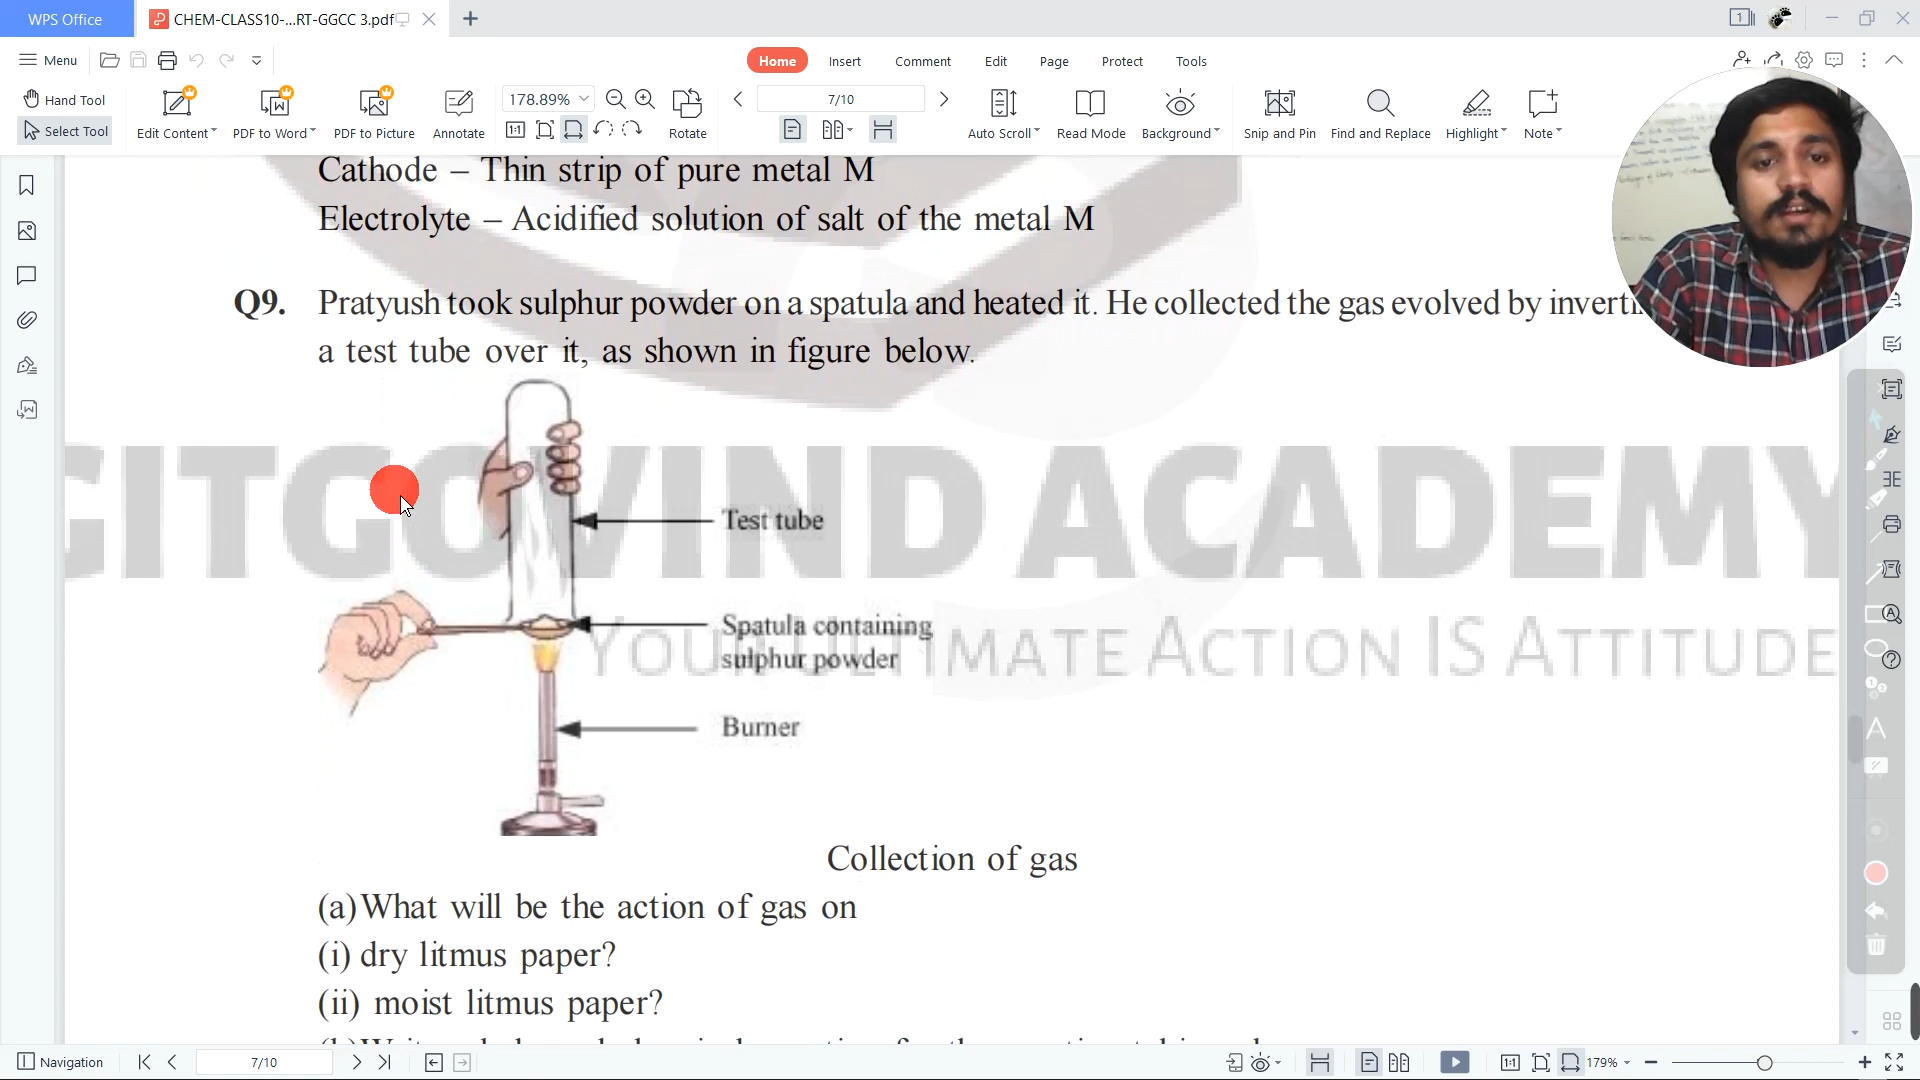 WPS Office
CHEM-CLASS10-...RT-GGCC 3.pdf
Menu
Home Insert Comment Edit Page Protect Tools
Hand Tool
Select Tool
Edit Content
PDF to Word
PDF to Picture
Annotate
178.89%
Rotate
7/10
Auto Scroll
Read Mode
Background
Snip and Pin
Find and Replace
Highlight
Note
Cathode – Thin strip of pure metal M
Electrolyte – Acidified solution of salt of the metal M
Q9. Pratyush took sulphur powder on a spatula and heated it. He collected the gas evolved by
a test tube over it, as shown in figure below.
GITGOVIND ACADEMY
YOUR ULTIMATE ACTION IS ATTITUDE
Test tube
Spatula containing
sulphur powder
Burner
Collection of gas
(a)What will be the action of gas on
(i) dry litmus paper?
(ii) moist litmus paper?
Navigation
7/10
179%